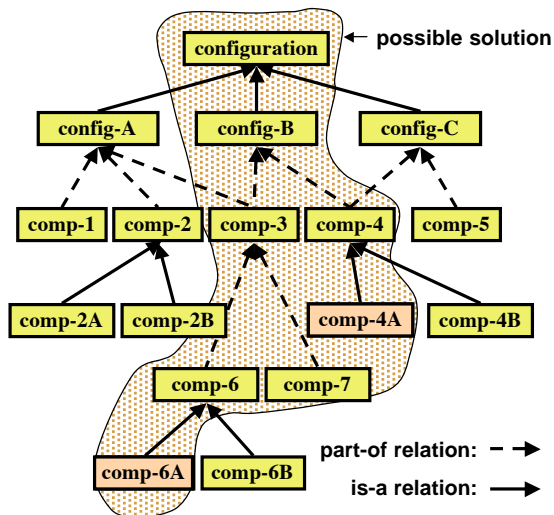 configuration
possible solution
config-A
config-B
config-C
comp-1
comp-2
comp-3
comp-4
comp-5
comp-2A
comp-2B
comp-4A
comp-4B
comp-6
comp-7
part-of relation:
comp-6A
comp-6B
is-a relation: